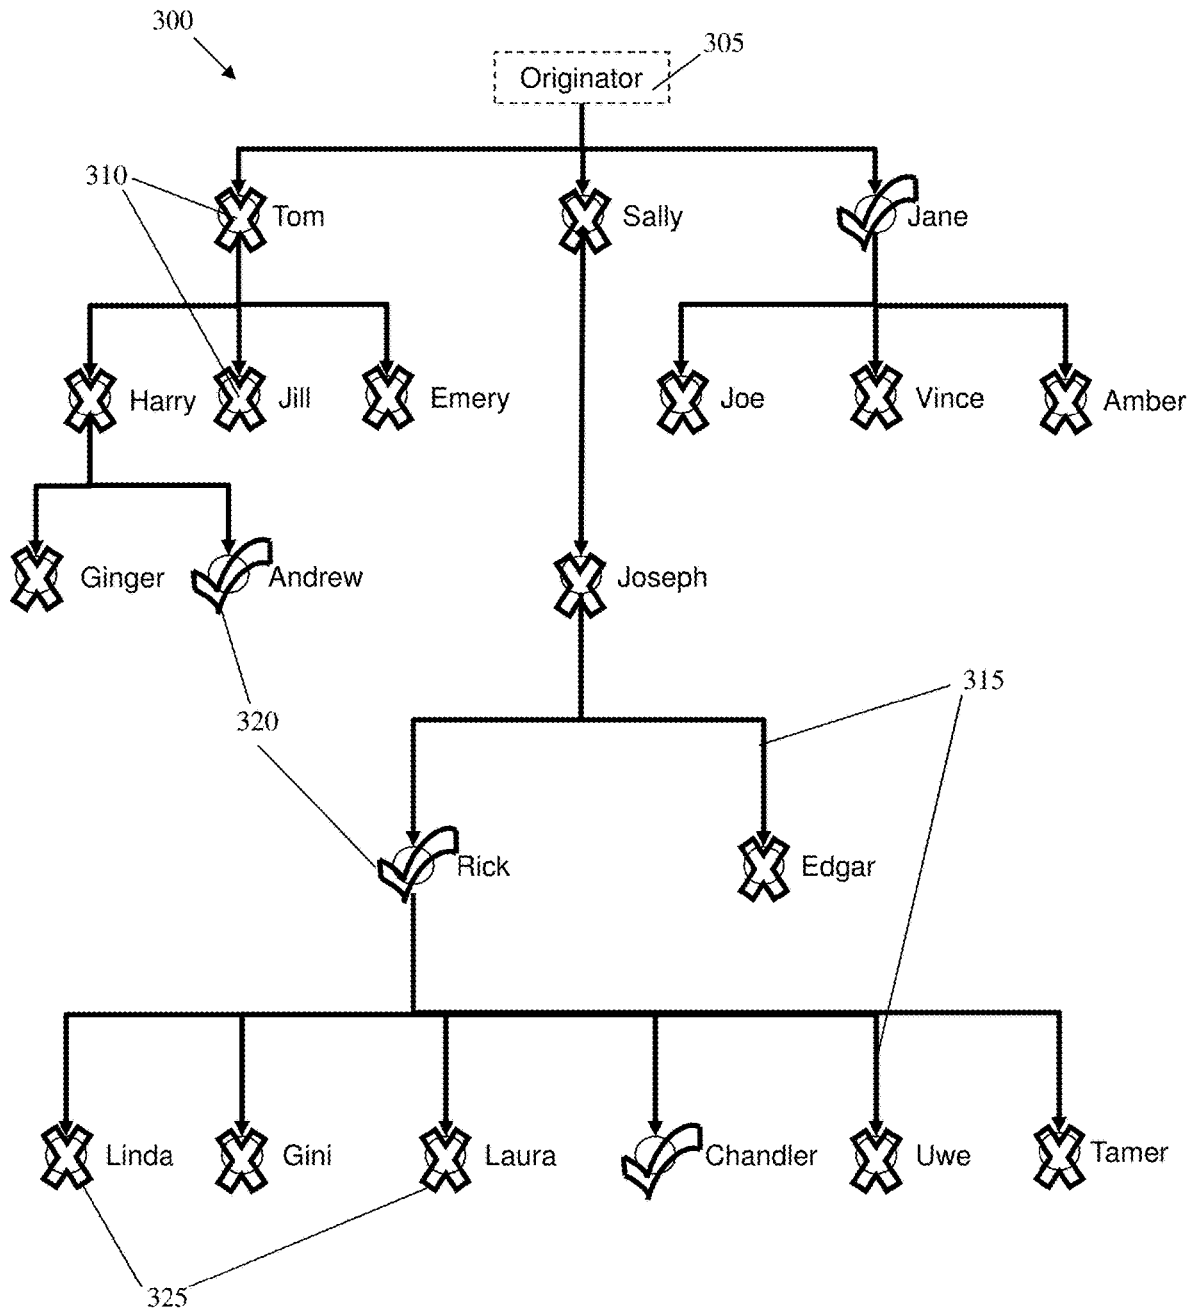 300
305
Originator
310
Tom
Sally
Jane
Harry
Jill
Emery
Joe
Vince
Amber
Ginger
Andrew
Joseph
315
320
Rick
Edgar
Linda
Gini
Laura
Chandler
Uwe
Tamer
325